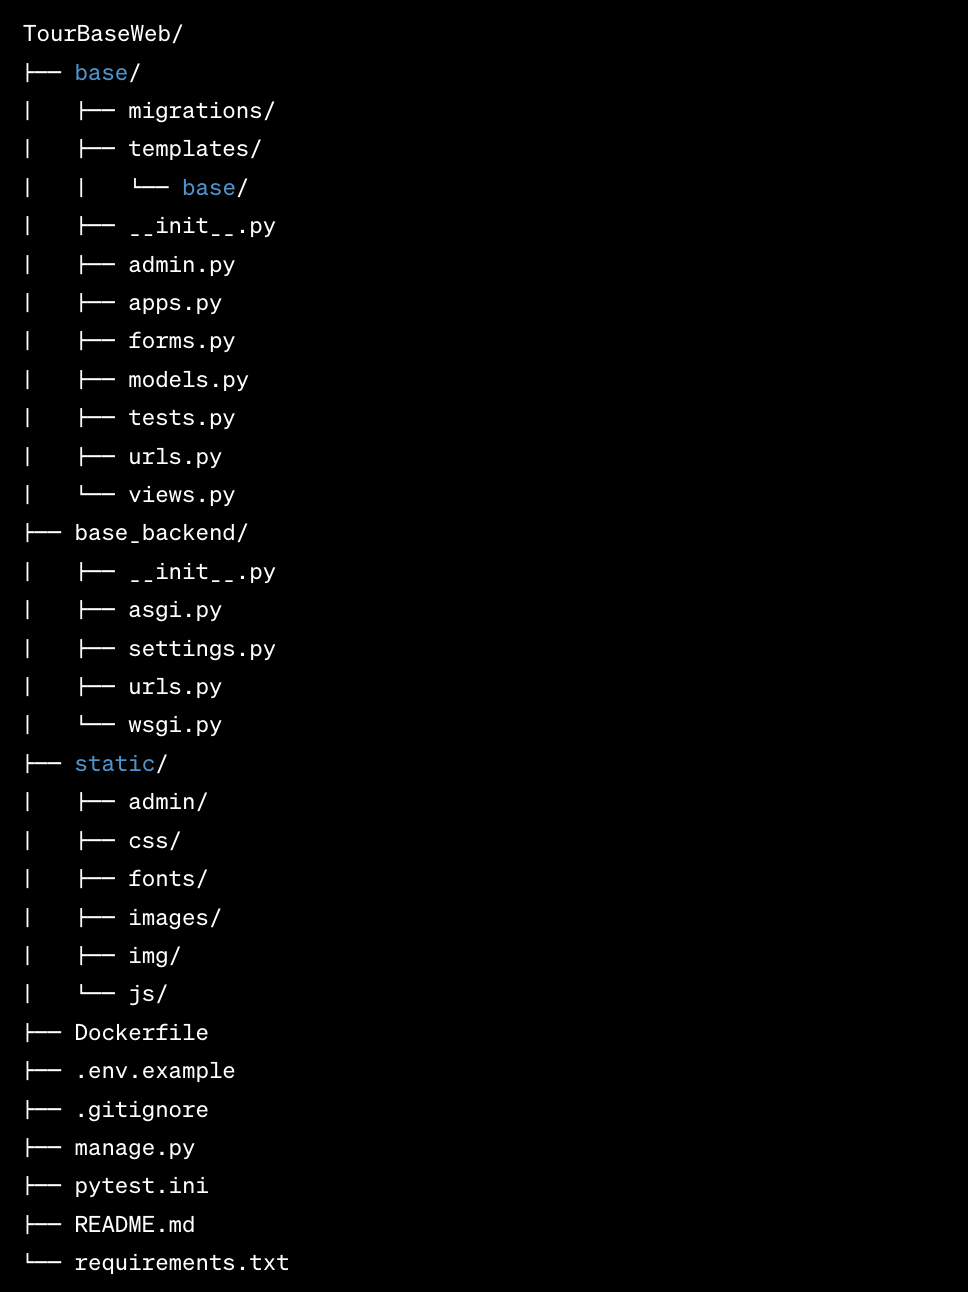 TourBaseWeb/
├── base/
│   ├── migrations/
│   ├── templates/
│   │   └── base/
│   ├── __init__.py
│   ├── admin.py
│   ├── apps.py
│   ├── forms.py
│   ├── models.py
│   ├── tests.py
│   ├── urls.py
│   └── views.py
├── base_backend/
│   ├── __init__.py
│   ├── asgi.py
│   ├── settings.py
│   ├── urls.py
│   └── wsgi.py
├── static/
│   ├── admin/
│   ├── css/
│   ├── fonts/
│   ├── images/
│   ├── img/
│   └── js/
├── Dockerfile
├── .env.example
├── .gitignore
├── manage.py
├── pytest.ini
├── README.md
└── requirements.txt